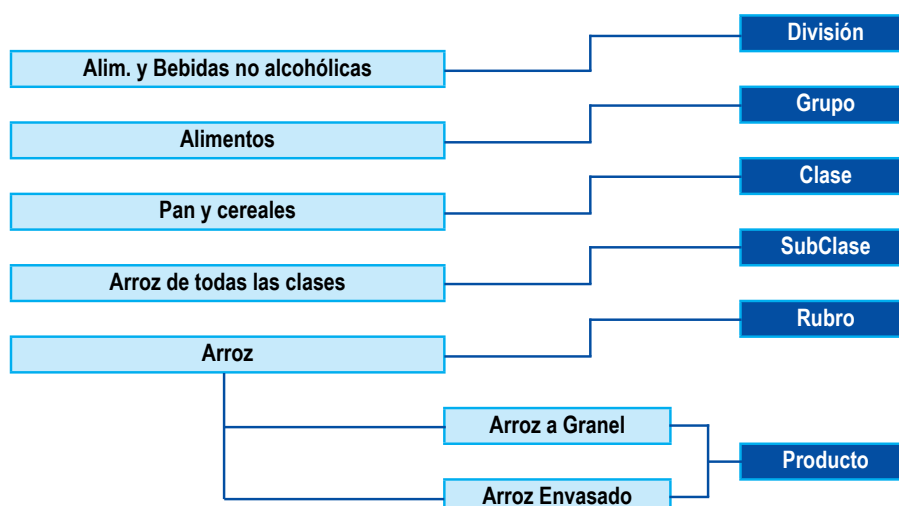 División
Alim. y Bebidas no alcohólicas
Grupo
Alimentos
Clase
Pan y cereales
SubClase
Arroz de todas las clases
Rubro
Arroz
Arroz a Granel
Producto
Arroz Envasado